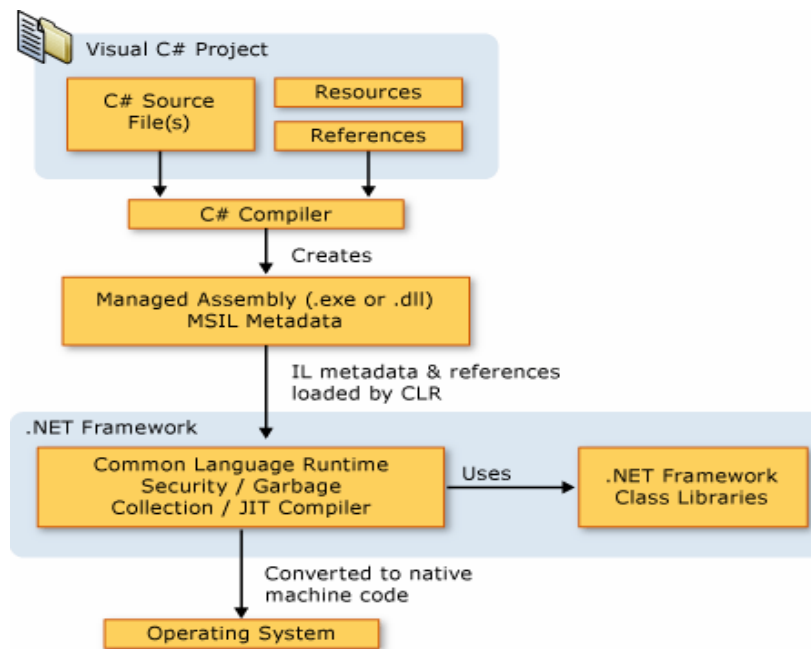 Visual C# Project
C# Source
File(s)
Resources
References
C# Compiler
Creates
Managed Assembly (.exe or .dll)
MSIL Metadata
IL metadata & references
loaded by CLR
.NET Framework
Common Language Runtime
Security / Garbage
Collection / JIT Compiler
Uses
.NET Framework
Class Libraries
Converted to native
machine code
Operating System